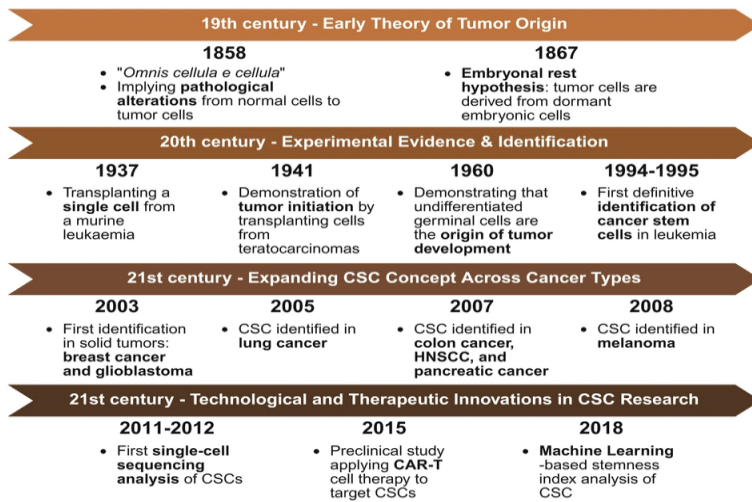 19th century - Early Theory of Tumor Origin
1858
• "Omnis cellula e cellula"
• Implying pathological
alterations from normal cells to
tumor cells
1867
• Embryonal rest
hypothesis: tumor cells are
derived from dormant
embryonic cells
20th century - Experimental Evidence & Identification
1937
• Transplanting a
single cell from
a murine
leukaemia
1941
• Demonstration of
tumor initiation by
transplanting cells
from
teratocarcinomas
1960
• Demonstrating that
undifferentiated
germinal cells are
the origin of tumor
development
1994-1995
• First definitive
identification of
cancer stem
cells in leukemia
21st century - Expanding CSC Concept Across Cancer Types
2003
• First identification
in solid tumors:
breast cancer
and glioblastoma
2005
• CSC identified in
lung cancer
2007
• CSC identified in
colon cancer,
HNSCC, and
pancreatic cancer
2008
• CSC identified in
melanoma
21st century - Technological and Therapeutic Innovations in CSC Research
2011-2012
• First single-cell
sequencing
analysis of CSCs
2015
• Preclinical study
applying CAR-T
cell therapy to
target CSCs
2018
• Machine Learning
-based stemness
index analysis of
CSC